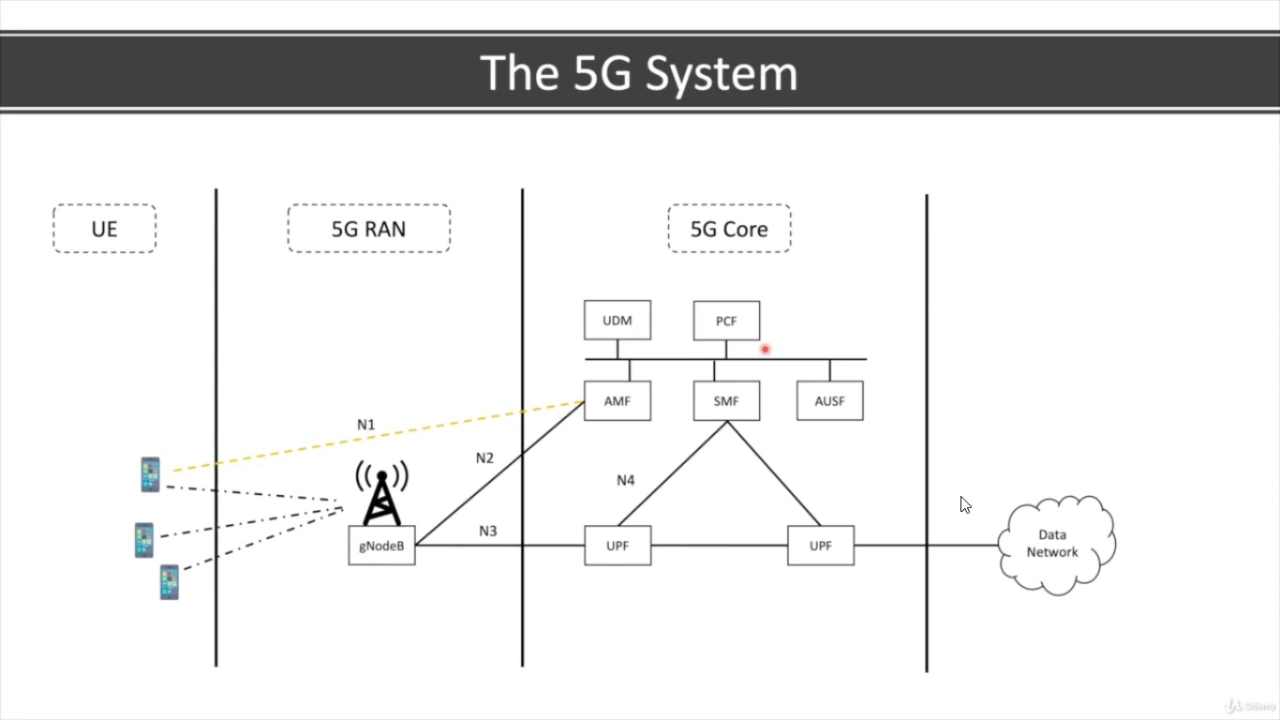 The 5G System
UE
5G RAN
5G Core
UDM
PCF
AMF
SMF
AUSF
N1
N2
N4
N3
gNodeB
UPF
UPF
Data
Network
Udemy